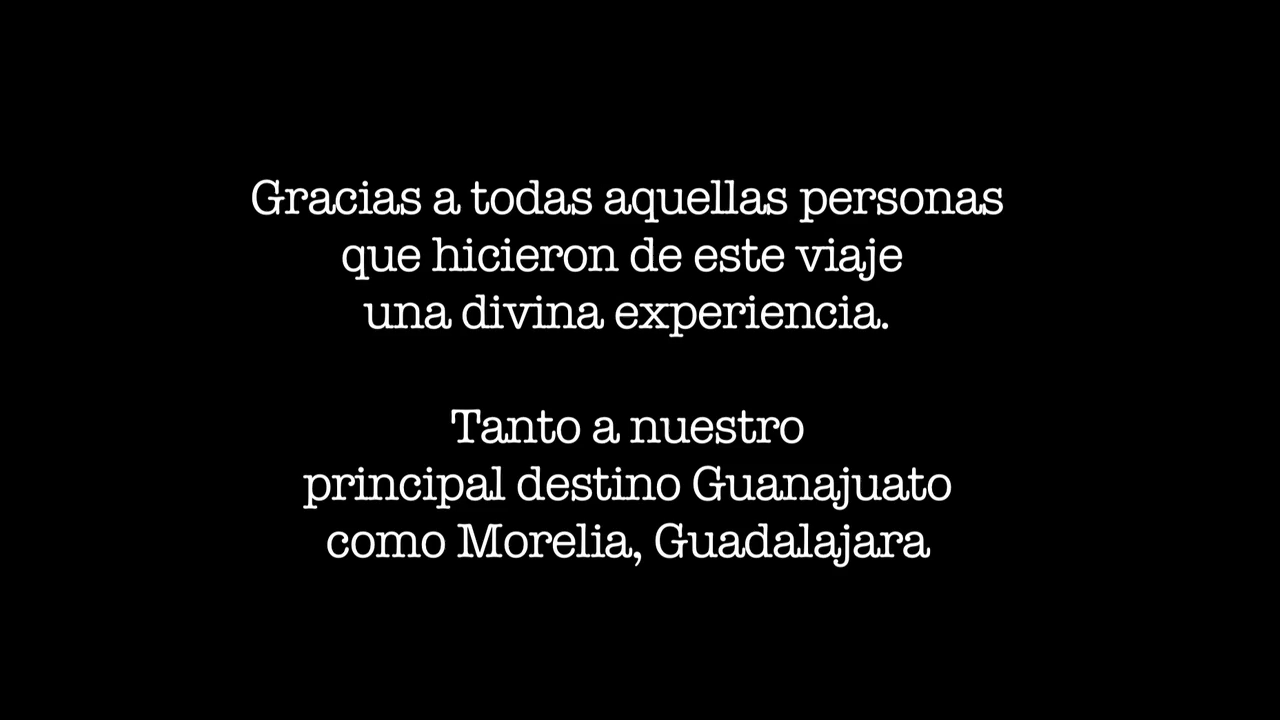 Gracias a todas aquellas personas
que hicieron de este viaje
una divina experiencia.
Tanto a nuestro
principal destino Guanajuato
como Morelia, Guadalajara